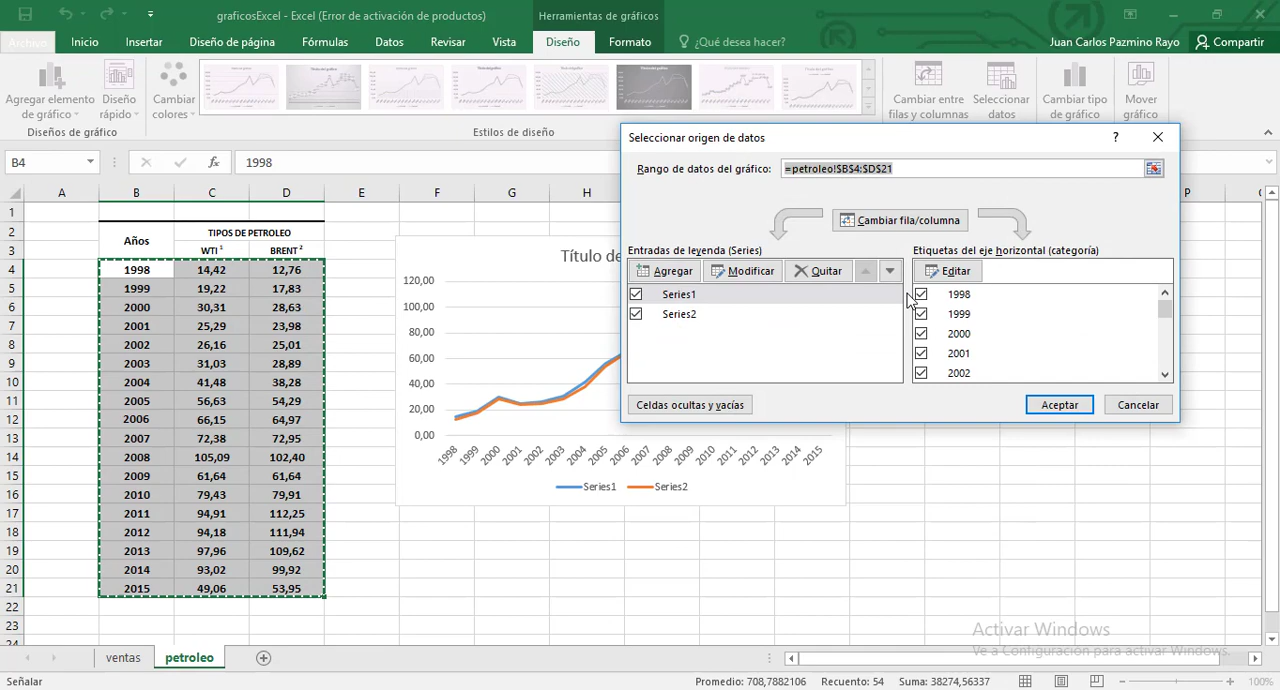 graficosExcel - Excel (Error de activación de productos)
Herramientas de gráficos
Archivo Inicio Insertar Diseño de página Fórmulas Datos Revisar Vista Diseño Formato ¿Qué desea hacer? Juan Carlos Pazmino Rayo Compartir
Agregar elemento de gráfico
Diseño rápido
Cambiar colores
Cambiar entre filas y columnas
Seleccionar datos
Cambiar tipo de gráfico
Mover gráfico
Diseños de gráfico
Estilos de diseño
B4
fx
1998
Seleccionar origen de datos
?
Rango de datos del gráfico: =petroleo!$B$4:$D$21
Cambiar fila/columna
Entradas de leyenda (Series)
Etiquetas del eje horizontal (categoría)
Agregar Modificar Quitar
Editar
Series1
Series2
1998
1999
2000
2001
2002
Celdas ocultas y vacías
Aceptar Cancelar
A B C D E F G H P
1
2 Años TIPOS DE PETROLEO
3 WTI ¹ BRENT ²
4 1998 14,42 12,76
5 1999 19,22 17,83
6 2000 30,31 28,63
7 2001 25,29 23,98
8 2002 26,16 25,01
9 2003 31,03 28,89
10 2004 41,48 38,28
11 2005 56,63 54,29
12 2006 66,15 64,97
13 2007 72,38 72,95
14 2008 105,09 102,40
15 2009 61,64 61,64
16 2010 79,43 79,91
17 2011 94,91 112,25
18 2012 94,18 111,94
19 2013 97,96 109,62
20 2014 93,02 99,92
21 2015 49,06 53,95
22
23
24
Título de
120,00
100,00
80,00
60,00
40,00
20,00
0,00
1998 1999 2000 2001 2002 2003 2004 2005 2006 2007 2008 2009 2010 2011 2012 2013 2014 2015
Series1 Series2
Activar Windows
Ve a Configuración para activar Windows.
ventas petroleo
Señalar
Promedio: 708,7882106 Recuento: 54 Suma: 38274,56337
100%